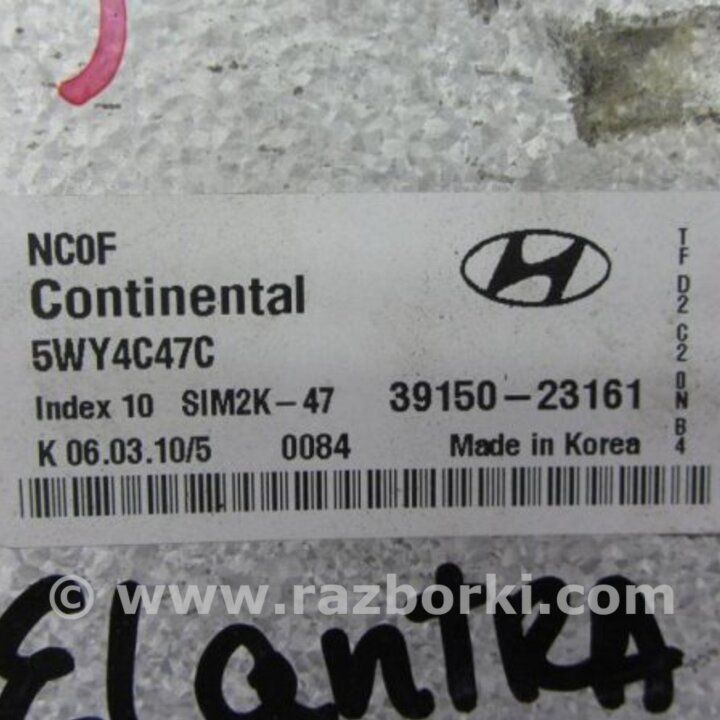 NC0F
Continental
5WY4C47C
Index 10 SIM2K-47 39150-23161
K 06.03.10/5 0084 Made in Korea
TF D2 C2 0N B4
© www.razborki.com
ElantRA